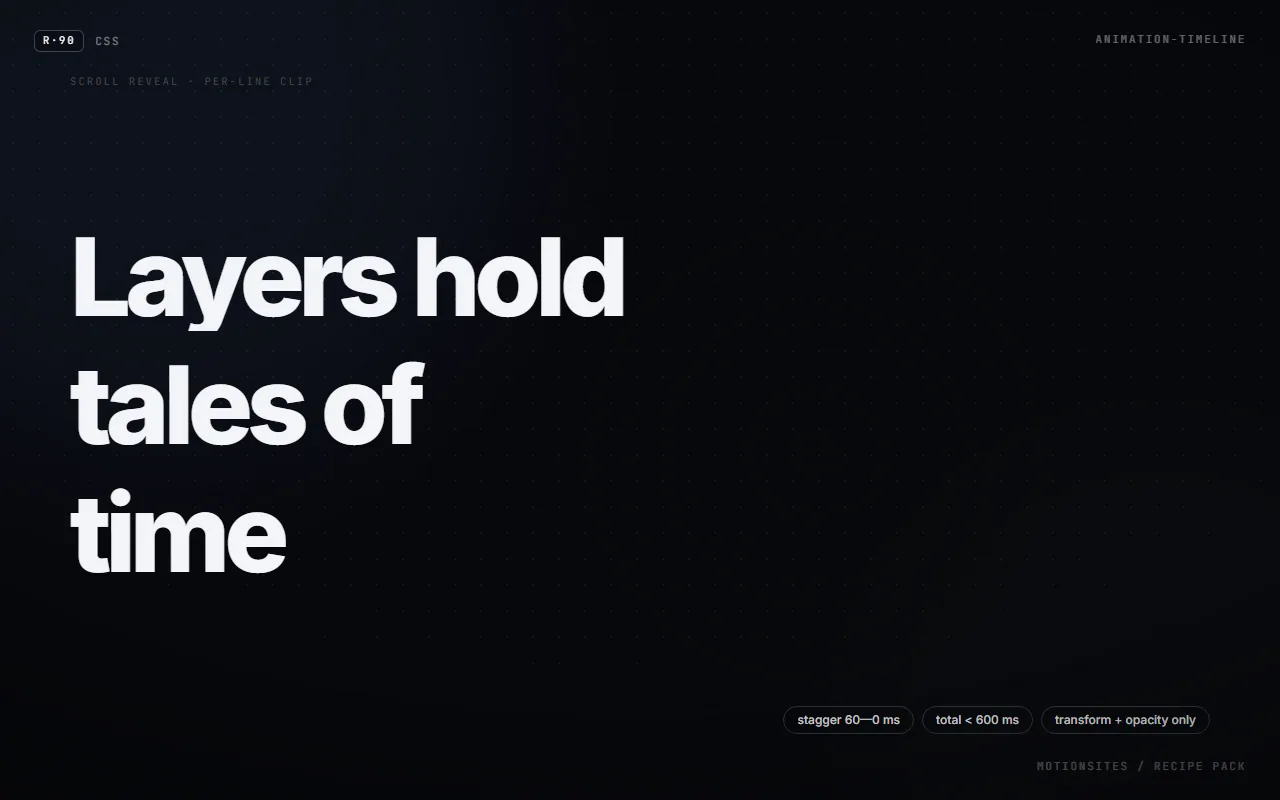 R·90 CSS
ANIMATION-TIMELINE
SCROLL REVEAL · PER-LINE CLIP
Layers hold
tales of
time
stagger 60—0 ms
total < 600 ms
transform + opacity only
MOTIONSITES / RECIPE PACK